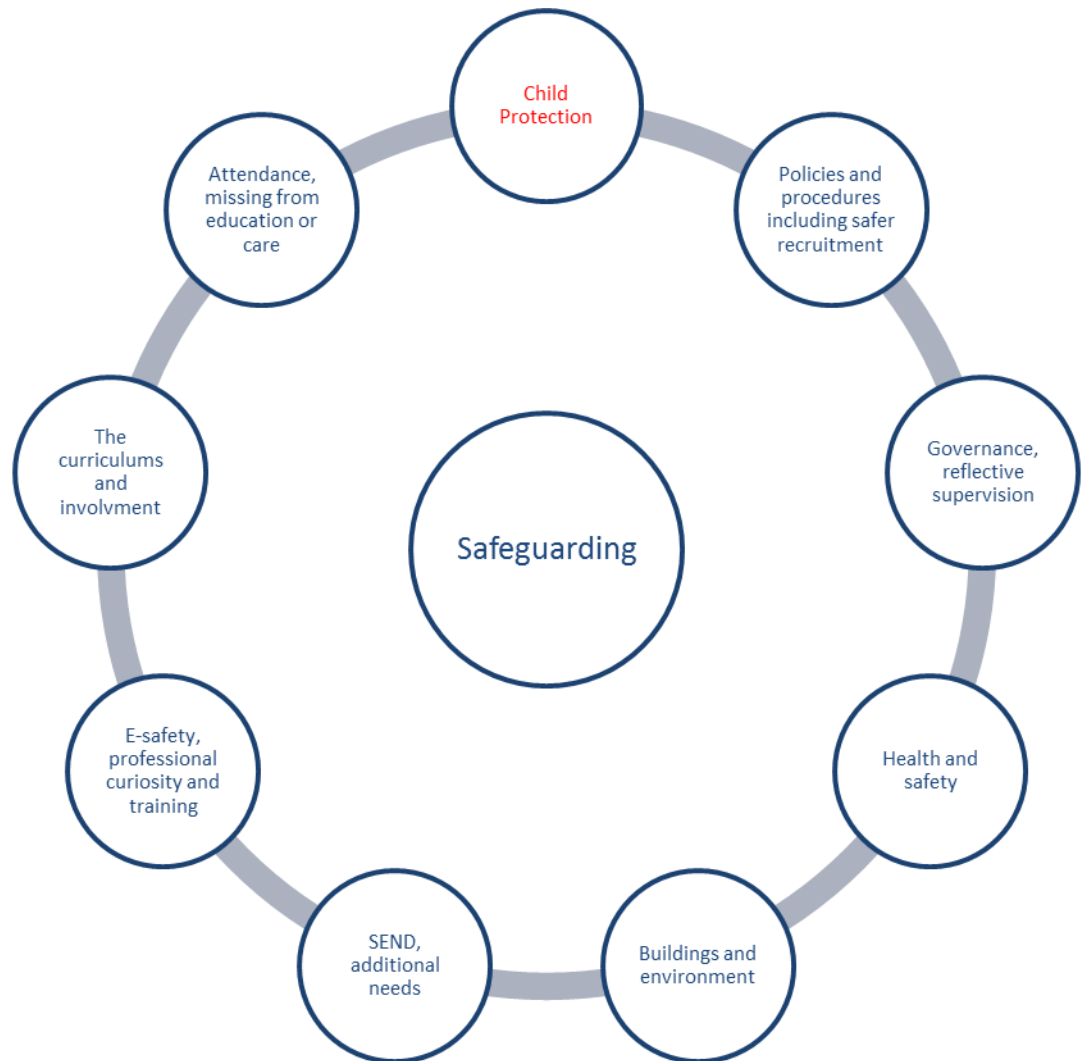 Child
Protection
Policies and
procedures
including safer
recruitment
Governance,
reflective
supervision
Health and
safety
Buildings and
environment
SEND,
additional
needs
E-safety,
professional
curiosity and
training
The
curriculums
and
involvment
Attendance,
missing from
education or
care
Safeguarding